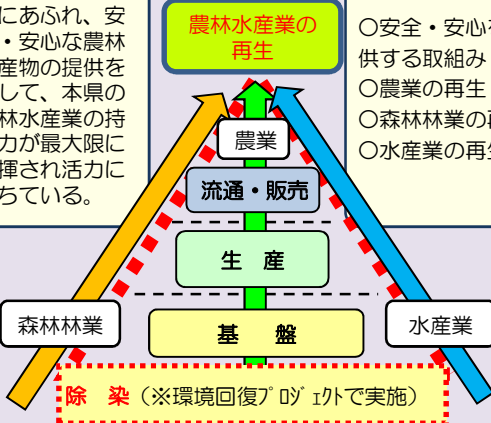 にあふれ、安
・安心な農林
産物の提供を
して、本県の
林水産業の持
力が最大限に
揮され活力に
ちている。
農林水産業の
再生
○安全・安心
供する取組み
○農業の再生
○森林林業の
○水産業の再生
農業
流通・販売
生　産
森林林業
基　盤
水産業
除　染（※環境回復ﾌﾟﾛｼﾞｪｸﾄで実施）